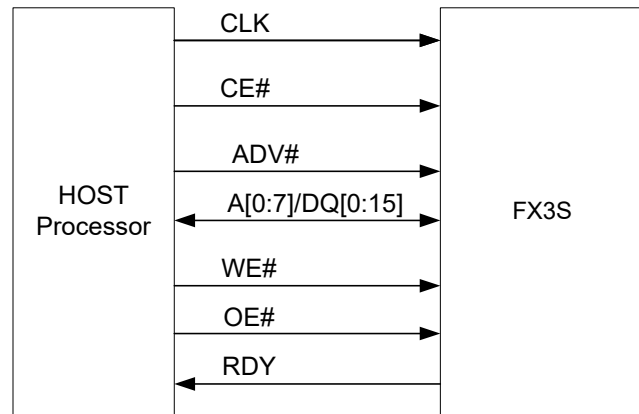 CLK
CE#
ADV#
HOST
Processor
A[0:7]/DQ[0:15]
FX3S
WE#
OE#
RDY